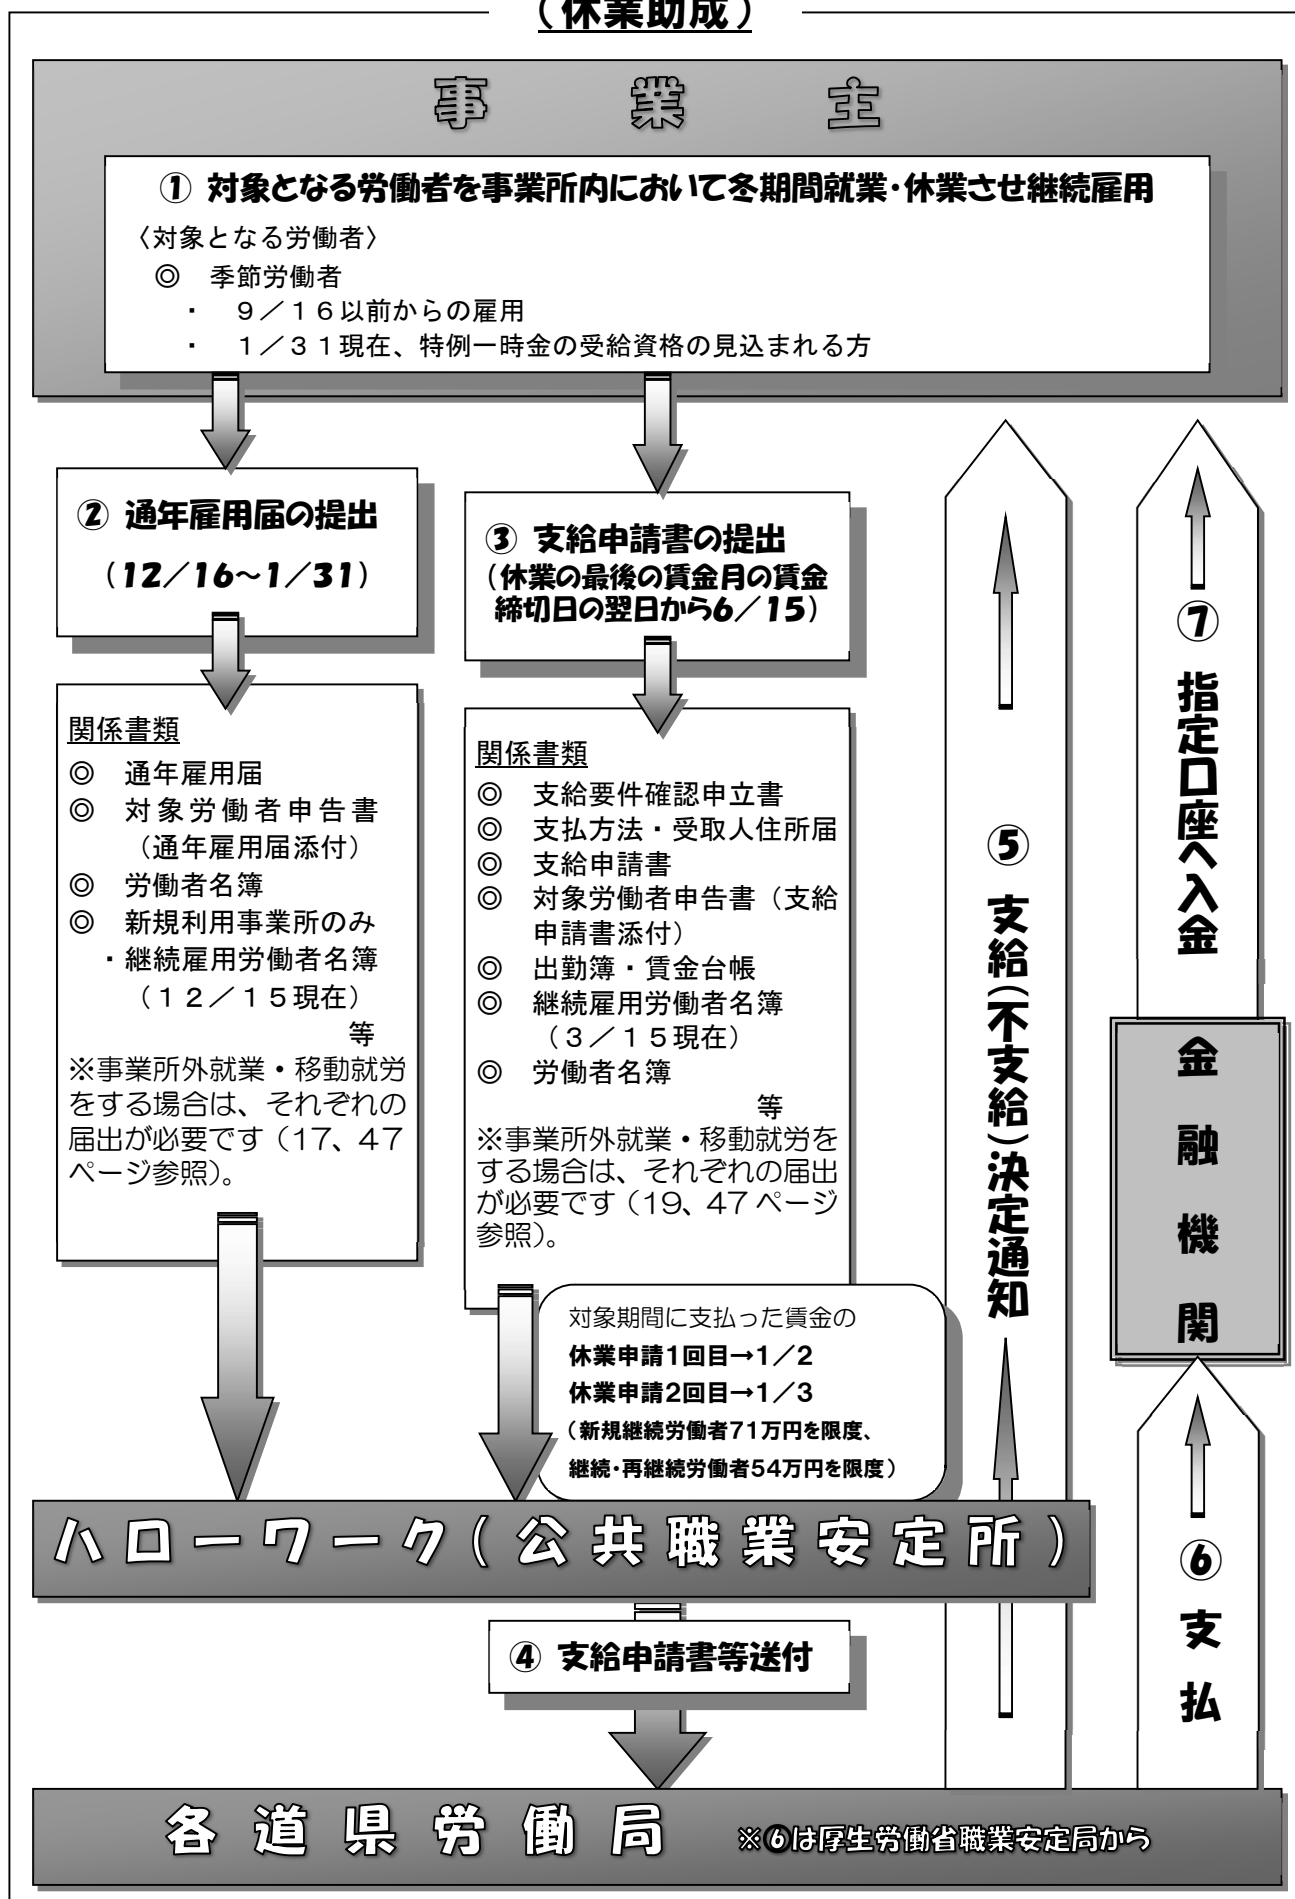 （休業助成）
事業主
① 対象となる労働者を事業所内において冬期間就業・休業させ継続雇用
〈対象となる労働者〉
◎ 季節労働者
・ ９／１６以前からの雇用
・ １／３１現在、特例一時金の受給資格の見込まれる方
② 通年雇用届の提出
（12／16～1／31）
関係書類
◎ 通年雇用届
◎ 対象労働者申告書
（通年雇用届添付）
◎ 労働者名簿
◎ 新規利用事業所のみ
・継続雇用労働者名簿
（１２／１５現在）
等
※事業所外就業・移動就労
をする場合は、それぞれの
届出が必要です（17、47
ページ参照）。
③ 支給申請書の提出
（休業の最後の賃金月の賃金
締切日の翌日から6／15）
関係書類
◎ 支給要件確認申立書
◎ 支払方法・受取人住所届
◎ 支給申請書
◎ 対象労働者申告書（支給
申請書添付）
◎ 出勤簿・賃金台帳
◎ 継続雇用労働者名簿
（３／１５現在）
◎ 労働者名簿
等
※事業所外就業・移動就労を
する場合は、それぞれの届出
が必要です（19、47 ページ
参照）。
対象期間に支払った賃金の
休業申請1回目→1／2
休業申請2回目→1／3
（新規継続労働者71万円を限度、
継続・再継続労働者54万円を限度）
ハローワーク（公共職業安定所）
④ 支給申請書等送付
⑤ 支給（不支給）決定通知
⑦ 指定口座へ入金
金融機関
⑥ 支払
各道県労働局 ※⑥は厚生労働省職業安定局から